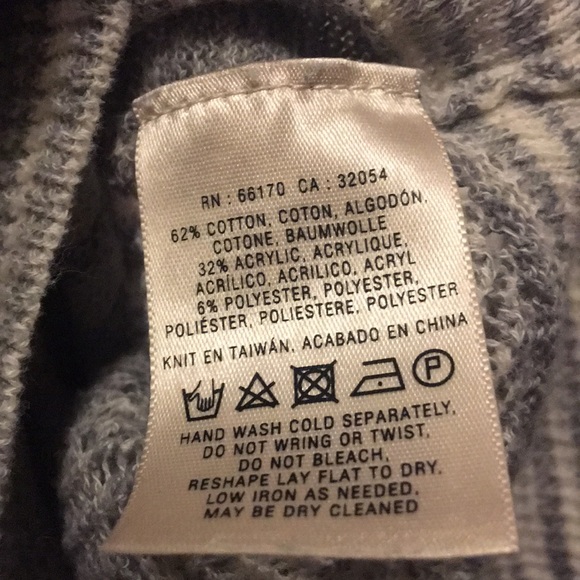 RN : 66170 CA : 32054
62% COTTON, COTON, ALGODÓN,
COTONE, BAUMWOLLE
32% ACRYLIC, ACRYLIQUE,
ACRÍLICO, ACRILICO, ACRYL
6% POLYESTER, POLYESTER,
POLIÉSTER, POLIESTERE, POLYESTER
KNIT EN TAIWÁN. ACABADO EN CHINA
P
HAND WASH COLD SEPARATELY,
DO NOT WRING OR TWIST,
DO NOT BLEACH,
RESHAPE LAY FLAT TO DRY.
LOW IRON AS NEEDED,
MAY BE DRY CLEANED